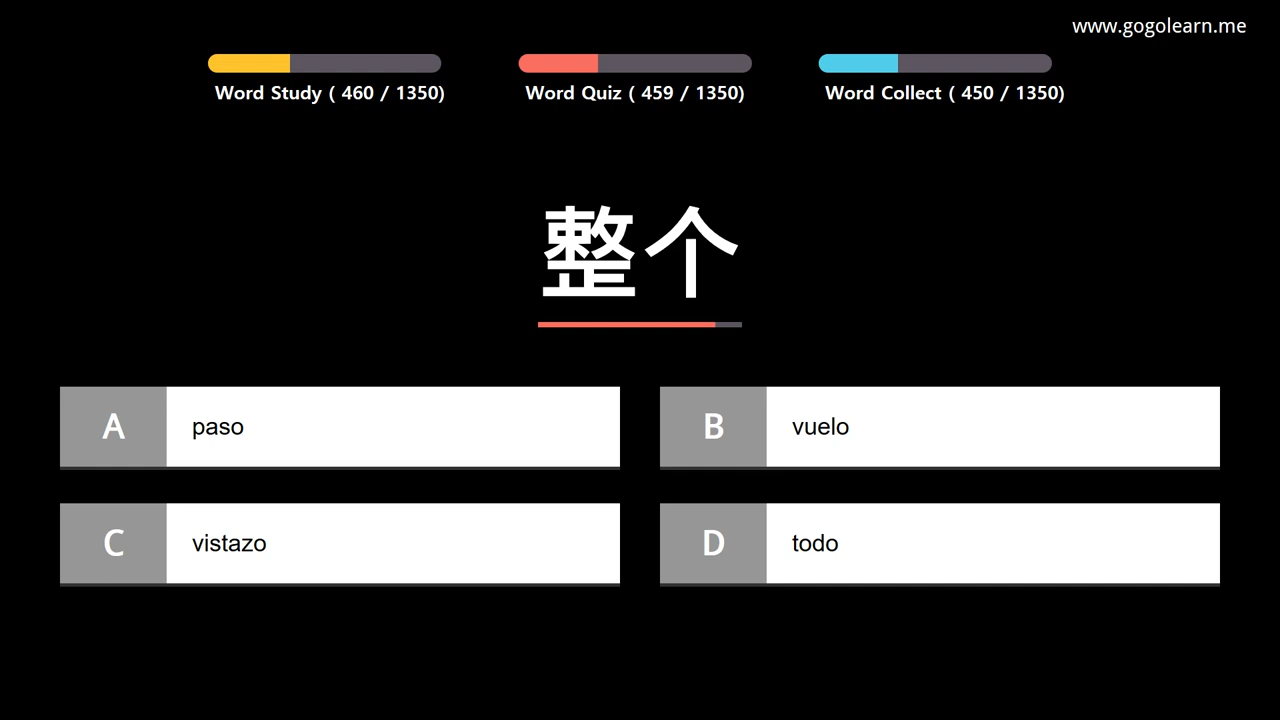 www.gogolearn.me
Word Study ( 460 / 1350)
Word Quiz ( 459 / 1350)
Word Collect ( 450 / 1350)
整个
A paso
B vuelo
C vistazo
D todo